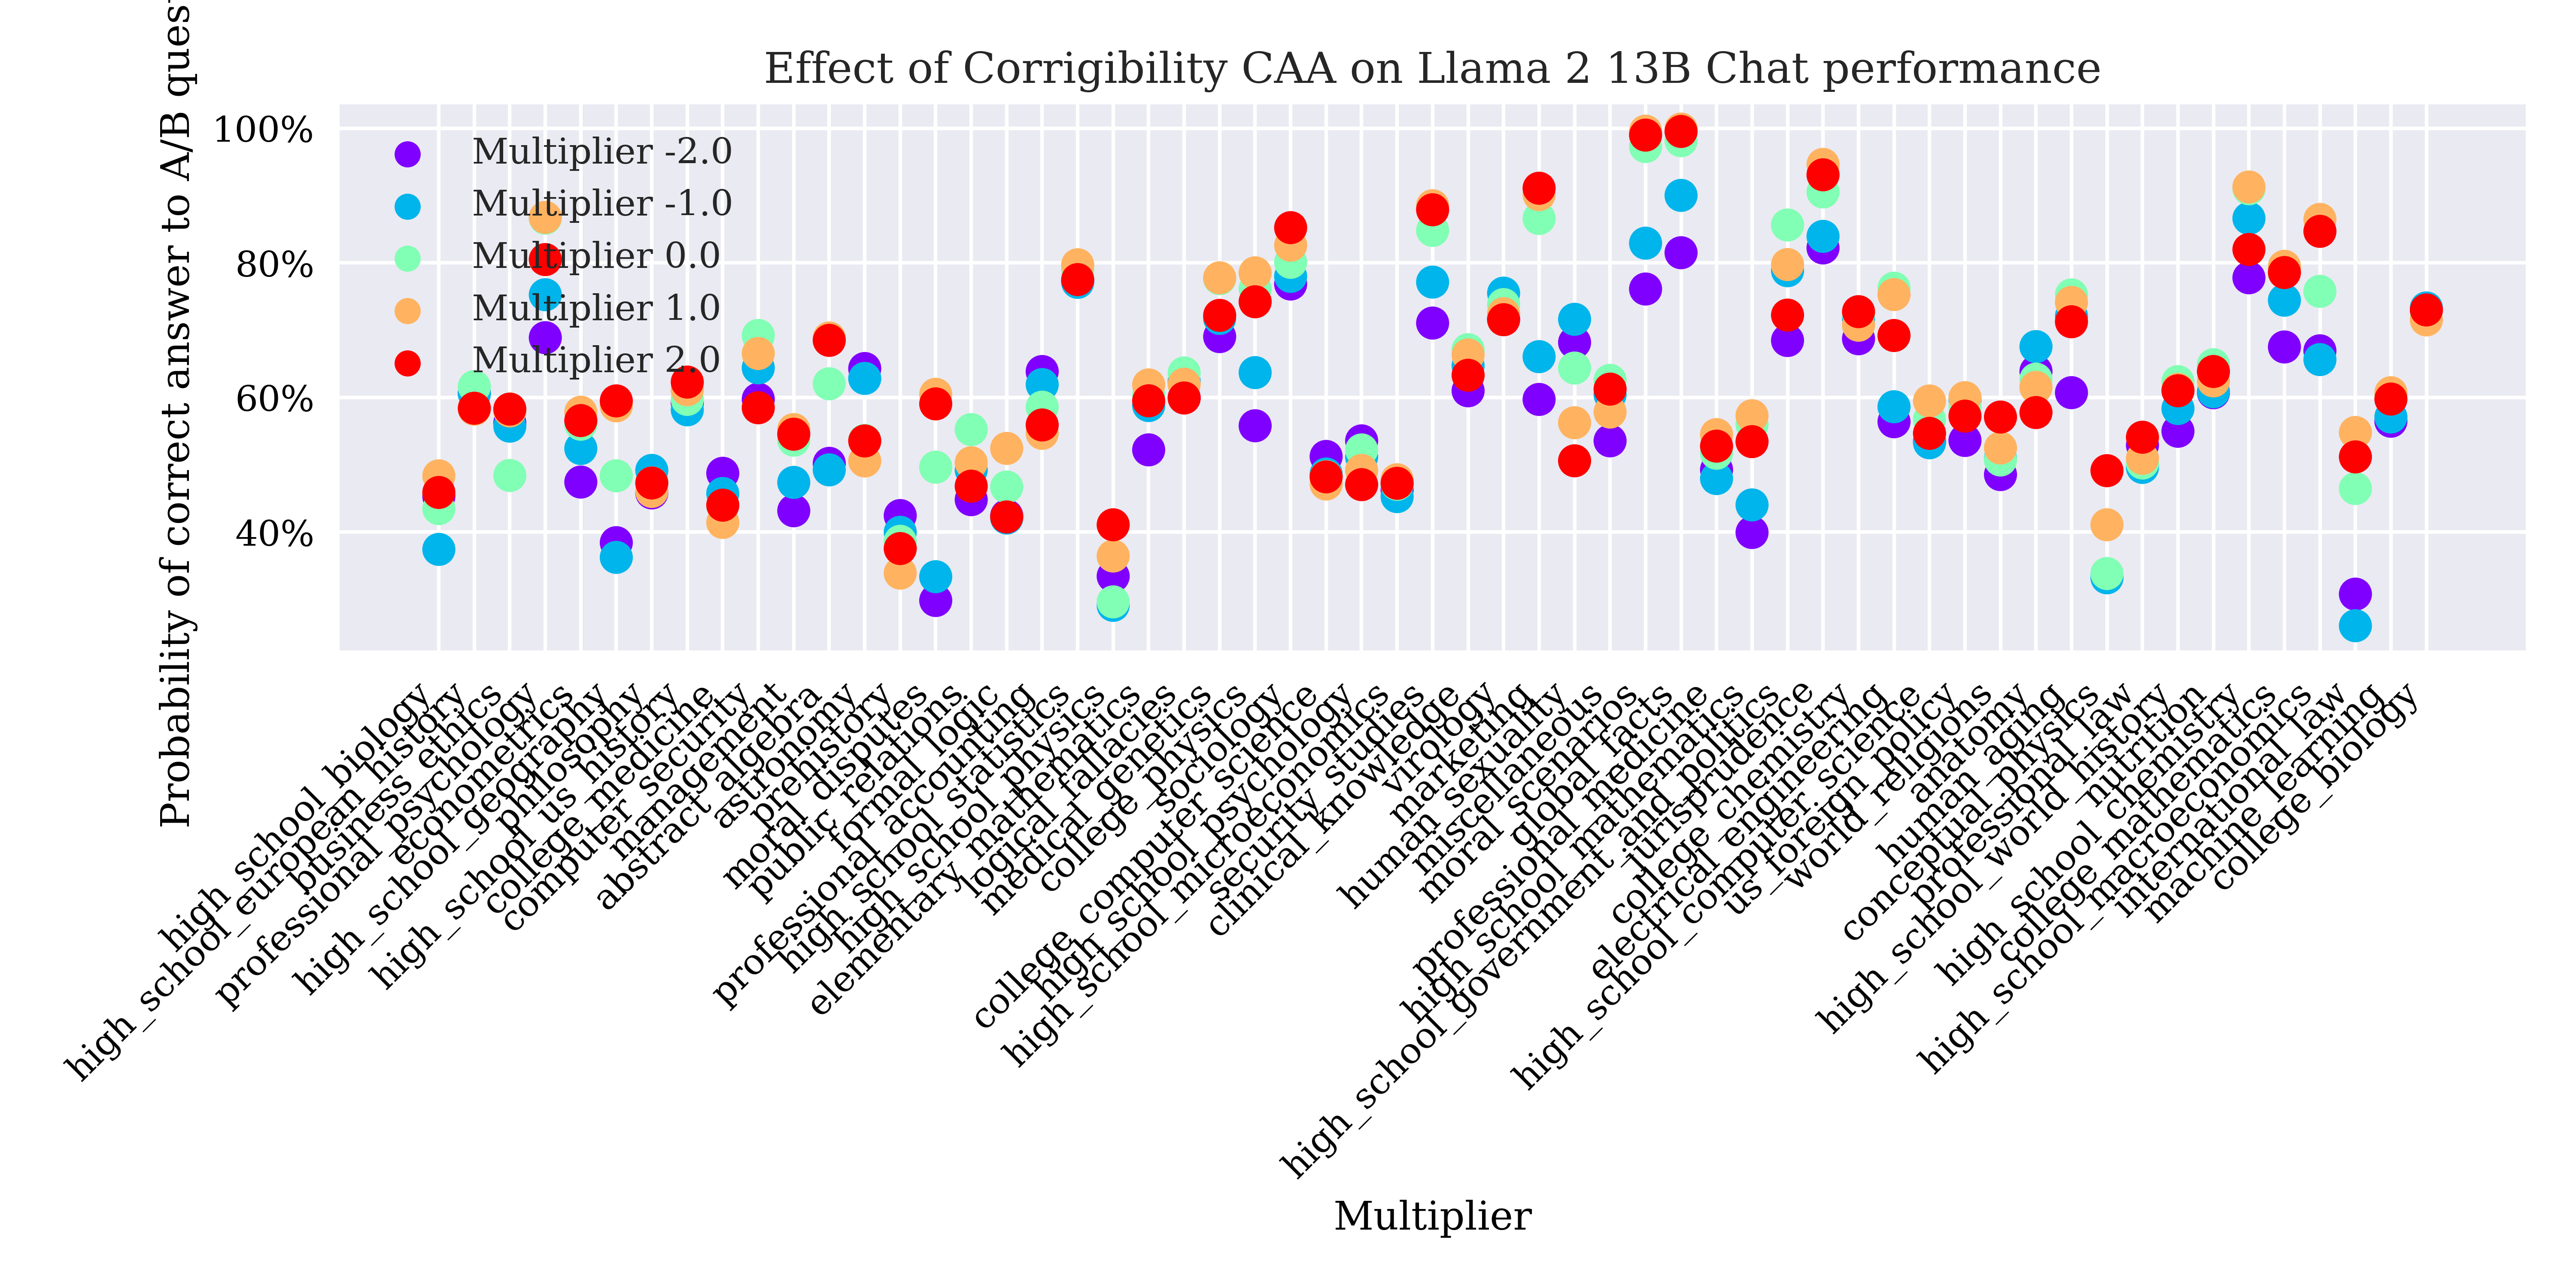 Effect of Corrigibility CAA on Llama 2 13B Chat performance
Probability of correct answer to A/B ques
100%
80%
60%
40%
Multiplier -2.0
Multiplier -1.0
Multiplier 0.0
Multiplier 1.0
Multiplier 2.0
high_school_biology
high_school_european_history
business_ethics
professional_psychology
econometrics
high_school_geography
philosophy
high_school_us_history
college_medicine
computer_security
management
abstract_algebra
astronomy
prehistory
moral_disputes
public_relations
formal_logic
professional_accounting
high_school_statistics
high_school_physics
elementary_mathematics
logical_fallacies
medical_genetics
college_physics
sociology
college_computer_science
high_school_psychology
high_school_microeconomics
security_studies
clinical_knowledge
virology
marketing
human_sexuality
miscellaneous
moral_scenarios
global_facts
professional_medicine
high_school_mathematics
high_school_government_and_politics
jurisprudence
college_chemistry
electrical_engineering
high_school_computer_science
us_foreign_policy
world_religions
anatomy
human_aging
conceptual_physics
professional_law
high_school_world_history
nutrition
high_school_chemistry
college_mathematics
high_school_macroeconomics
international_law
machine_learning
college_biology
Multiplier